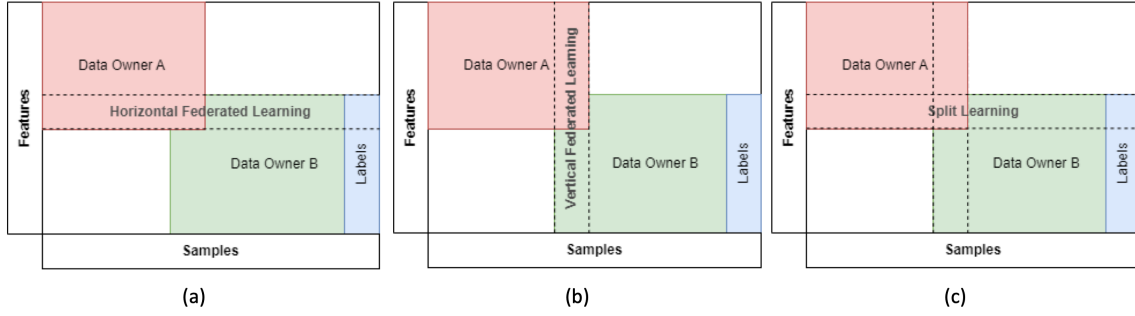 Features
Data Owner A
Horizontal Federated Learning
Data Owner B
Labels
Samples
(a)
Features
Data Owner A
Vertical Federated Learning
Data Owner B
Labels
Samples
(b)
Features
Data Owner A
Split Learning
Data Owner B
Labels
Samples
(c)